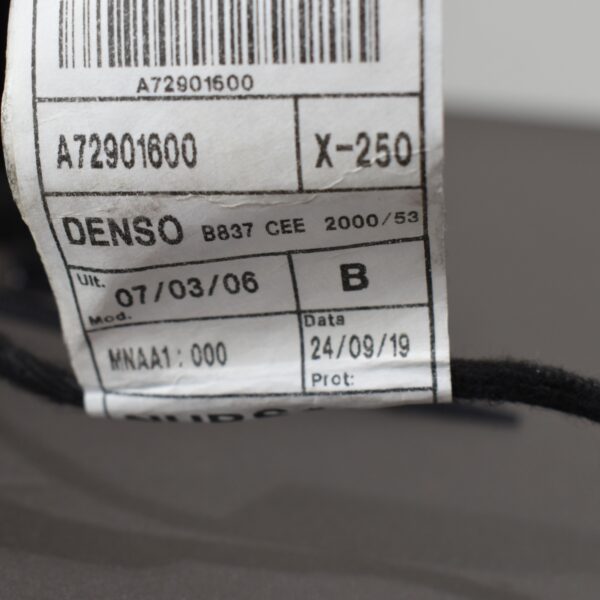 A72901600
A72901600 X-250
DENSO B837 CEE 2000/53
Ult. Mod. 07/03/06 B
MNAA1: 000 Data 24/09/19
Prot: